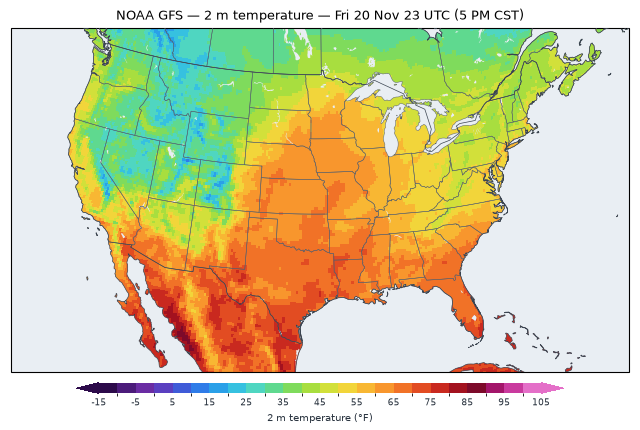 NOAA GFS — 2 m temperature — Fri 20 Nov 23 UTC (5 PM CST)
-15 -5 5 15 25 35 45 55 65 75 85 95 105
2 m temperature (°F)